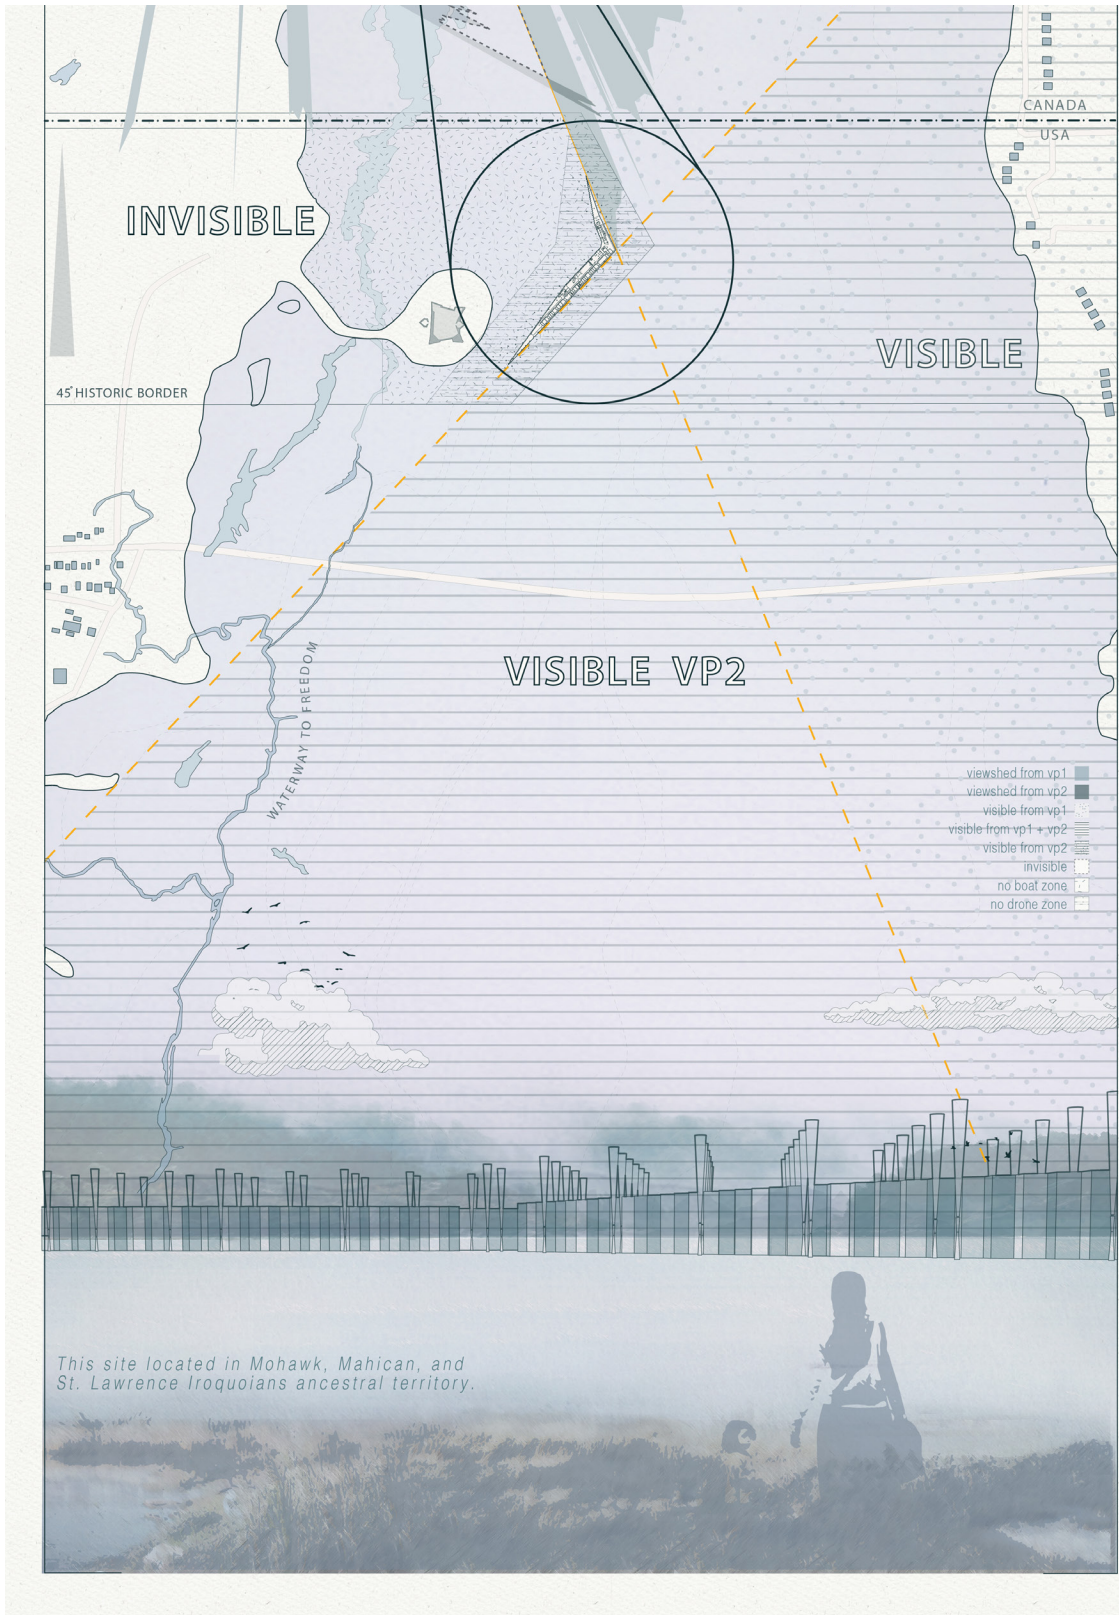 CANADA
USA
INVISIBLE
VISIBLE
45° HISTORIC BORDER
VISIBLE VP2
WATERWAY TO FREEDOM
viewshed from vp1
viewshed from vp2
visible from vp1
visible from vp1 + vp2
visible from vp2
invisible
no boat zone
no drone zone
This site located in Mohawk, Mahican, and
St. Lawrence Iroquoians ancestral territory.